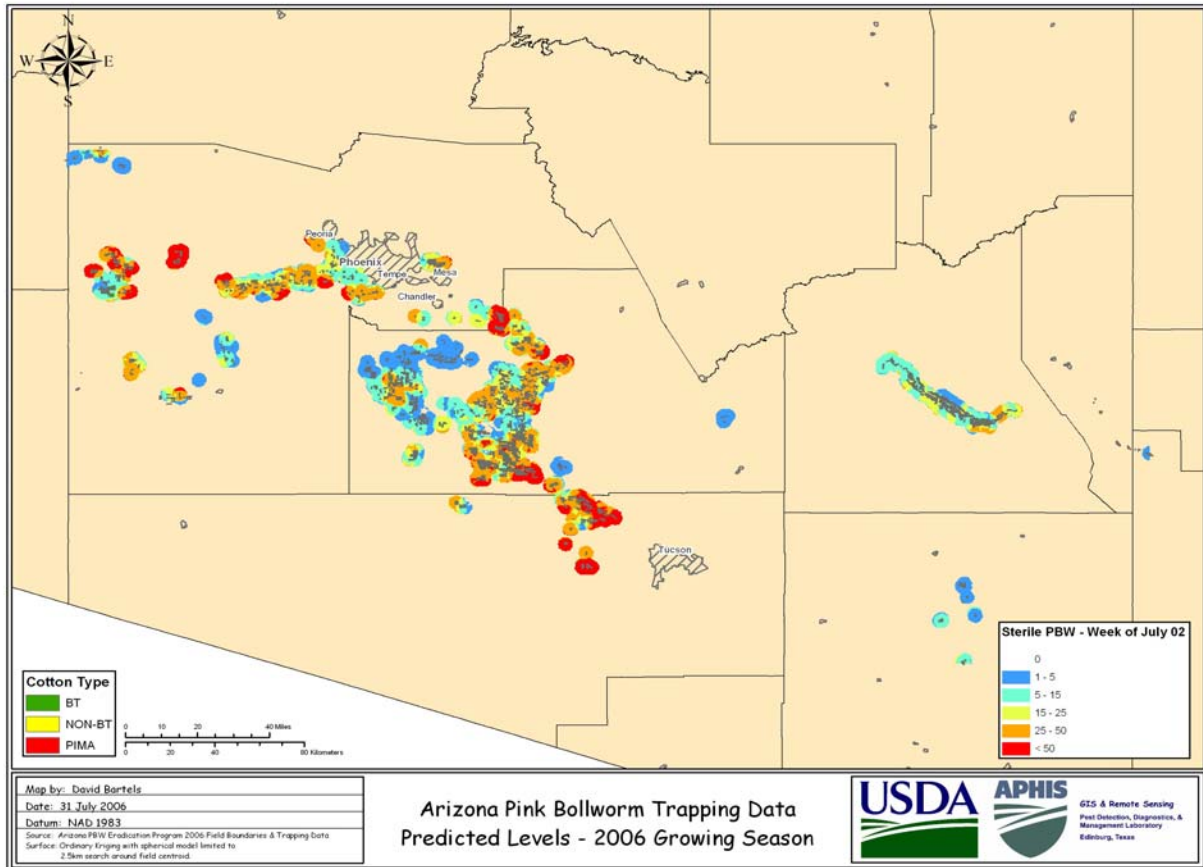 N
W E
S
Peoria
Phoenix
Tempe
Mesa
Chandler
Tucson
Cotton Type
BT
NON-BT
PIMA
0 10 20 40 Miles
0 20 40 80 Kilometers
Sterile PBW - Week of July 02
0
1 - 5
5 - 15
15 - 25
25 - 50
< 50
Map by: David Bartels
Date: 31 July 2006
Datum: NAD 1983
Source: Arizona PBW Eradication Program 2006 Field Boundaries & Trapping Data
Surface: Ordinary Kriging with spherical model limited to
2.5km search around field centroid.
Arizona Pink Bollworm Trapping Data
Predicted Levels - 2006 Growing Season
USDA
APHIS
GIS & Remote Sensing
Pest Detection, Diagnostics, &
Management Laboratory
Edinburg, Texas